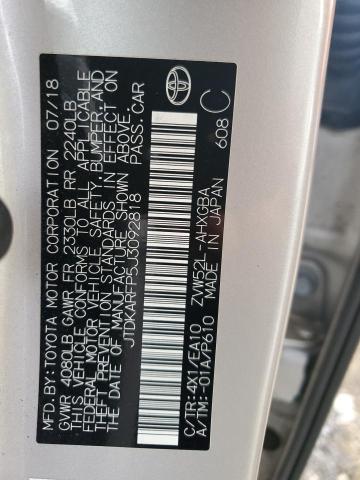 MFD.BY:TOYOTA MOTOR CORPORATION 07/18
GVWR 4080LB GAWR FR 2330LB RR 2240LB
THIS VEHICLE CONFORMS TO ALL APPLICABLE
FEDERAL MOTOR VEHICLE SAFETY, BUMPER, AND
THEFT PREVENTION STANDARDS IN EFFECT ON
THE DATE OF MANUFACTURE SHOWN ABOVE.
JTDKARFP5J3092818 PASS.CAR
C/TR:4X1/EA10 ZVW52L-AHXGBA
A/TM:-01A/P610 MADE IN JAPAN
608 C